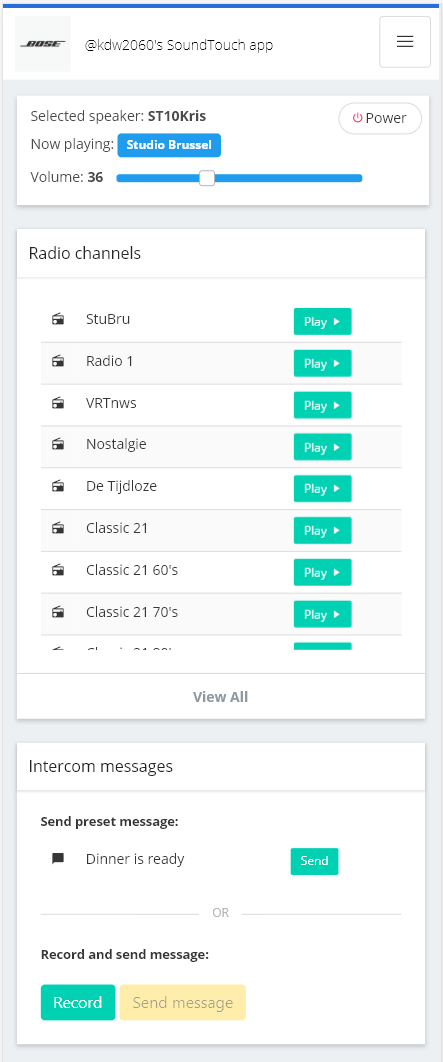 BOSE
@kdw2060's SoundTouch app
Selected speaker: ST10Kris
Power
Now playing: Studio Brussel
Volume: 36
Radio channels
StuBru Play
Radio 1 Play
VRTnws Play
Nostalgie Play
De Tijdloze Play
Classic 21 Play
Classic 21 60's Play
Classic 21 70's Play
View All
Intercom messages
Send preset message:
Dinner is ready Send
OR
Record and send message:
Record Send message